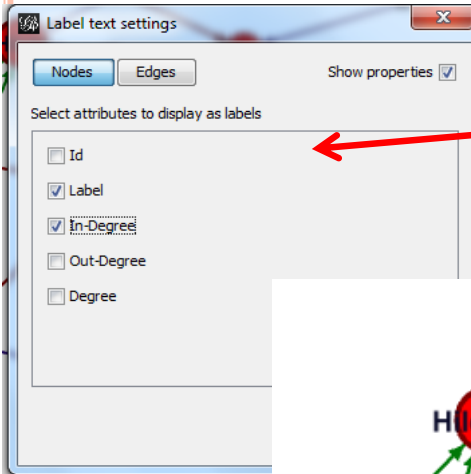 Label text settings
Nodes Edges Show properties
Select attributes to display as labels
Id
Label
In-Degree
Out-Degree
Degree